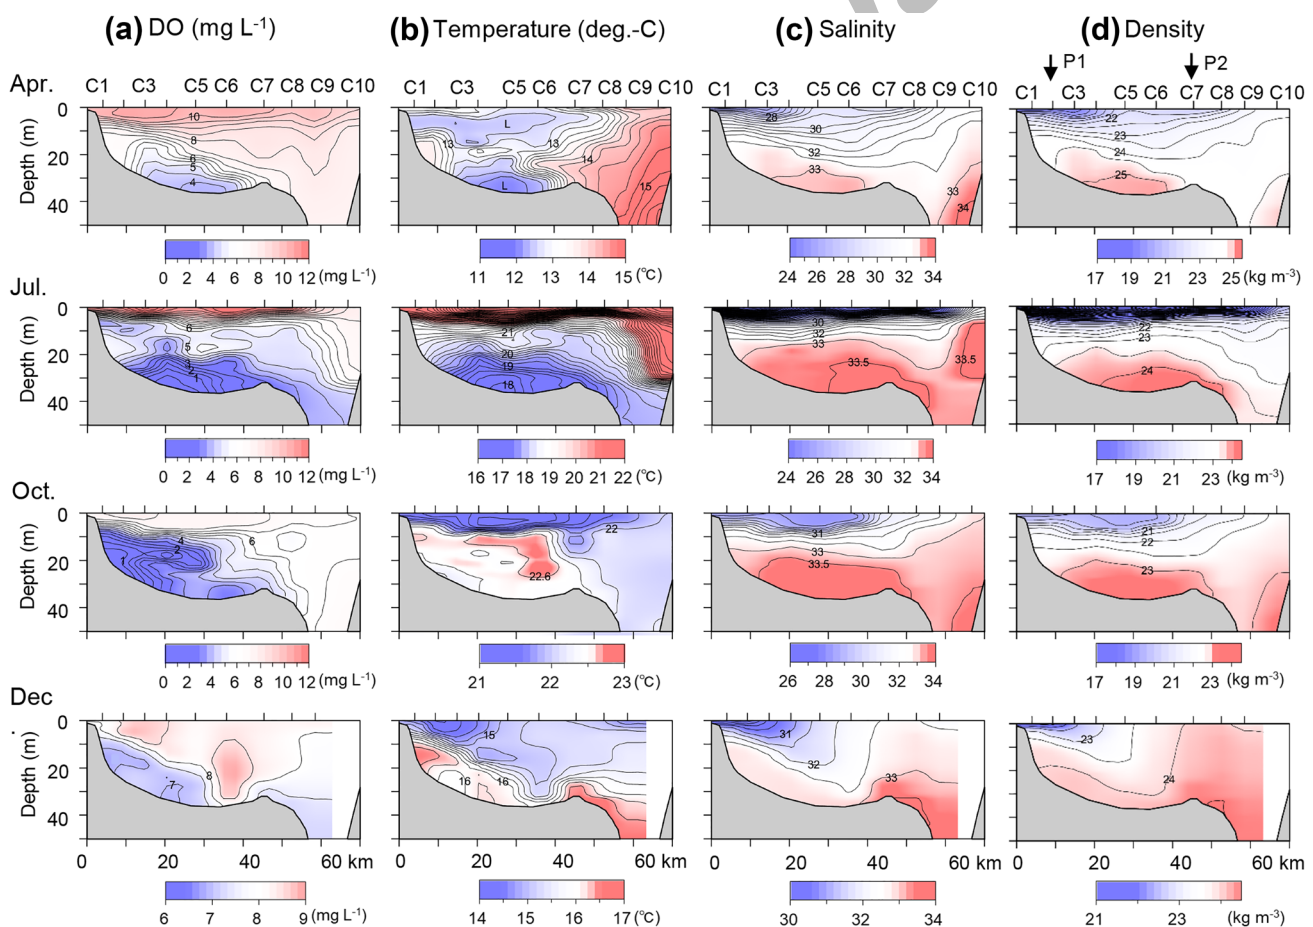 (a) DO (mg L-1) (b) Temperature (deg.-C) (c) Salinity (d) Density
P1 P2
Apr. C1 C3 C5 C6 C7 C8 C9 C10 C1 C3 C5 C6 C7 C8 C9 C10 C1 C3 C5 C6 C7 C8 C9 C10 C1 C3 C5 C6 C7 C8 C9 C10
Depth (m) 0 20 40
10 8 6 5 4
L 13 13 14 L 15
28 30 32 33 33 34
22 23 24 25
0 2 4 6 8 10 12 (mg L-1) 11 12 13 14 15 (°C) 24 26 28 30 32 34 17 19 21 23 25 (kg m-3)
Jul.
Depth (m) 0 20 40
6 5 3 2 1
21 20 19 18
30 32 33 33.5 33.5
22 23 24
0 2 4 6 8 10 12 (mg L-1) 16 17 18 19 20 21 22 (°C) 24 26 28 30 32 34 17 19 21 23 (kg m-3)
Oct.
Depth (m) 0 20 40
4 2 1 6
22 22.6
31 33 33.5
21 22 23
0 2 4 6 8 10 12 (mg L-1) 21 22 23 (°C) 26 28 30 32 34 17 19 21 23 (kg m-3)
Dec.
Depth (m) 0 20 40
7 8
15 16 16
31 32 33
23 24
0 20 40 60 km 0 20 40 60 km 0 20 40 60 km 0 20 40 60 km
6 7 8 9 (mg L-1) 14 15 16 17 (°C) 30 32 34 21 23 (kg m-3)